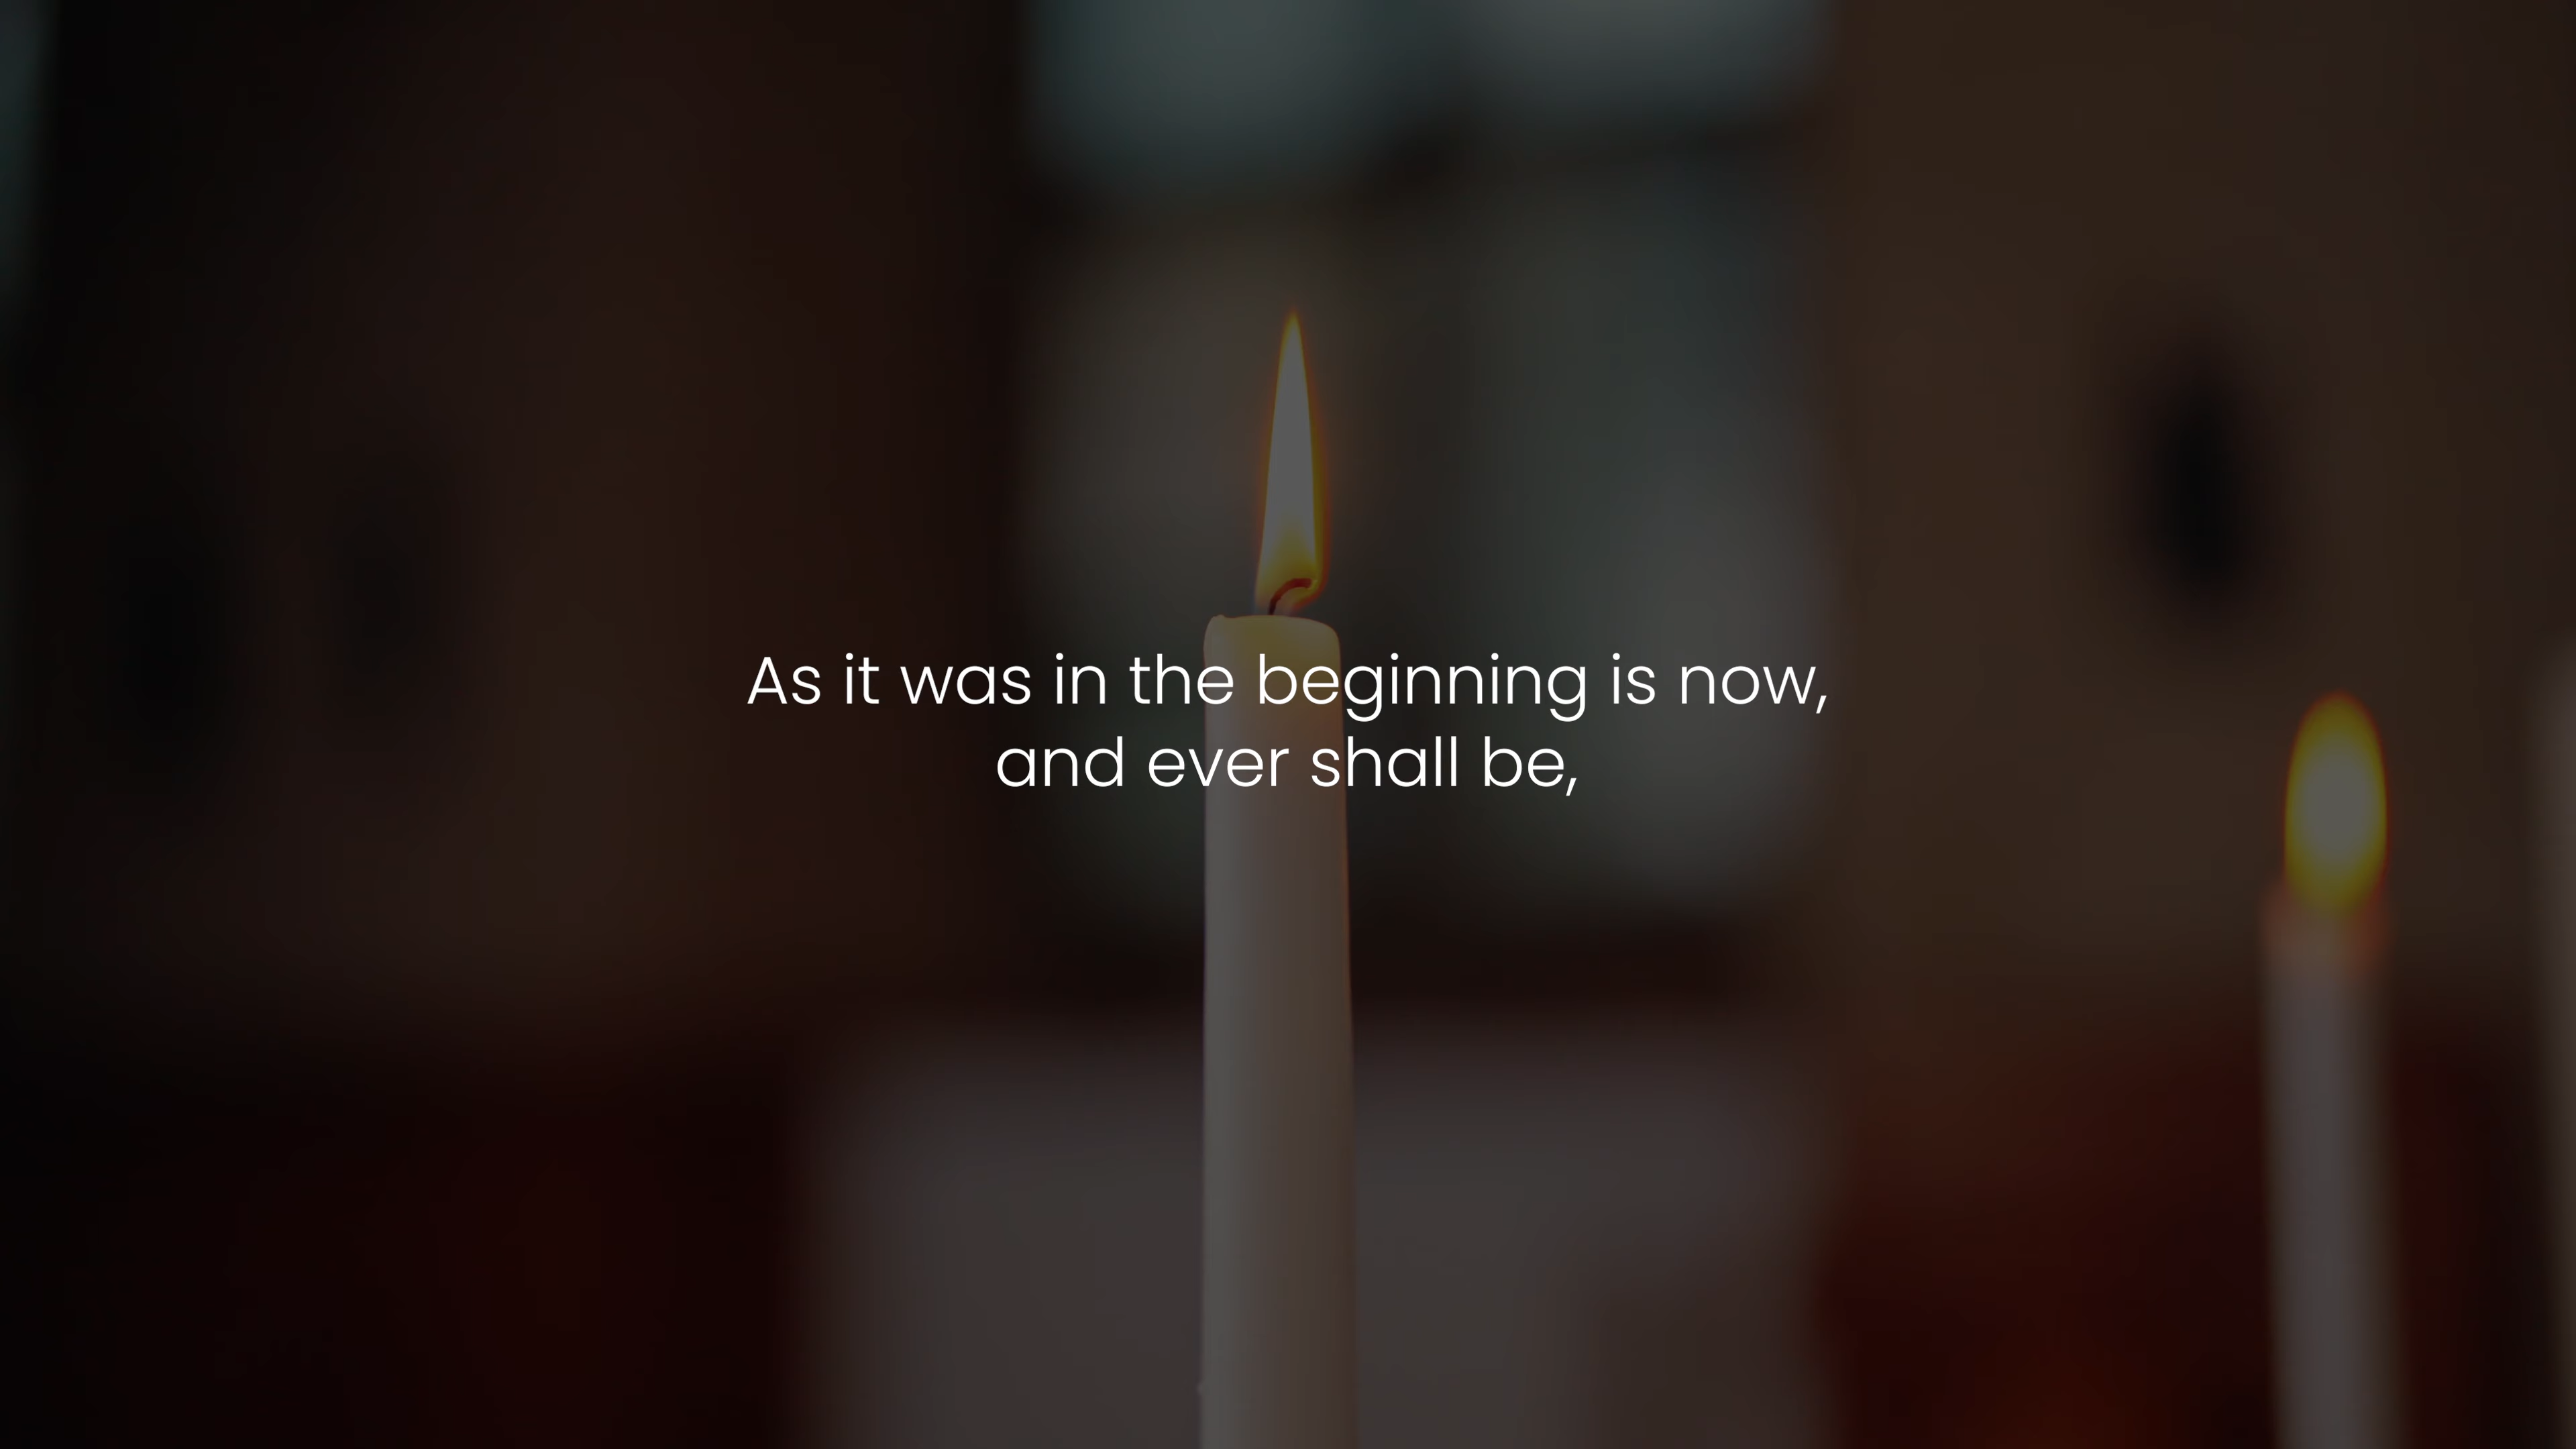 As it was in the beginning is now,
and ever shall be,